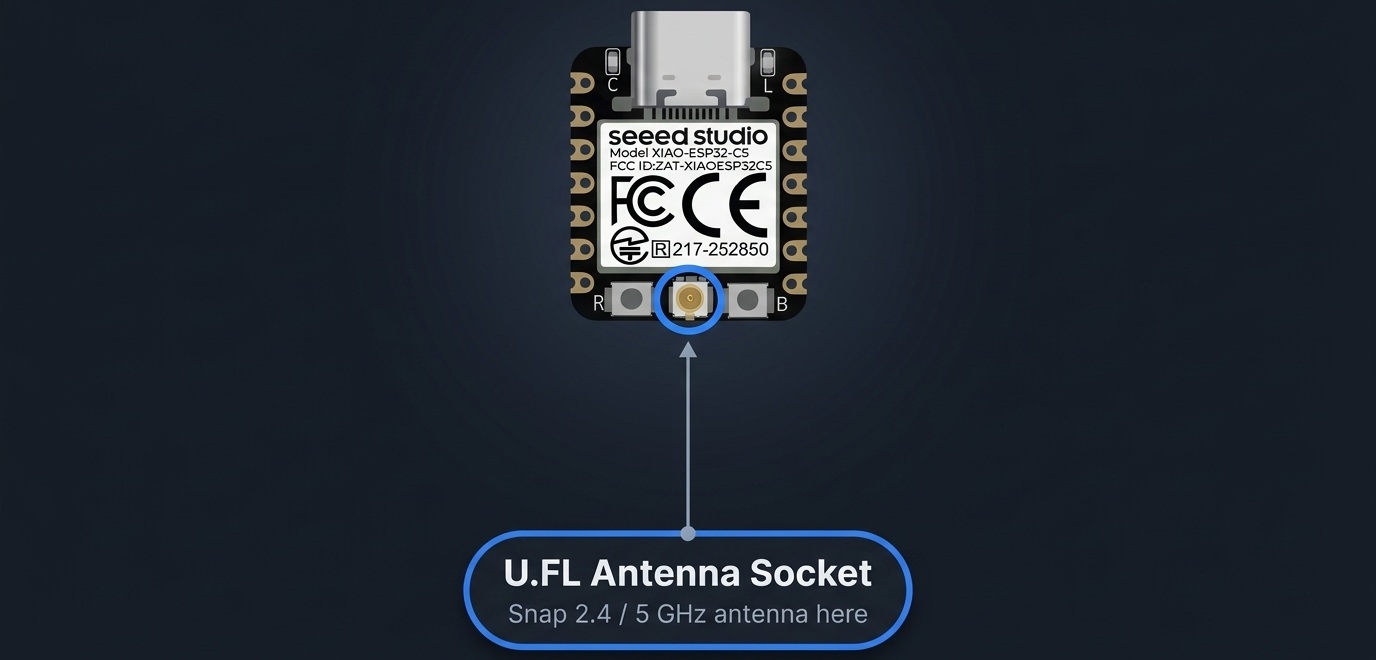 C
L
seeed studio
Model XIAO-ESP32-C5
FCC ID:ZAT-XIAOESP32C5
FC CE
R 217-252850
R
C
B
U.FL Antenna Socket
Snap 2.4 / 5 GHz antenna here